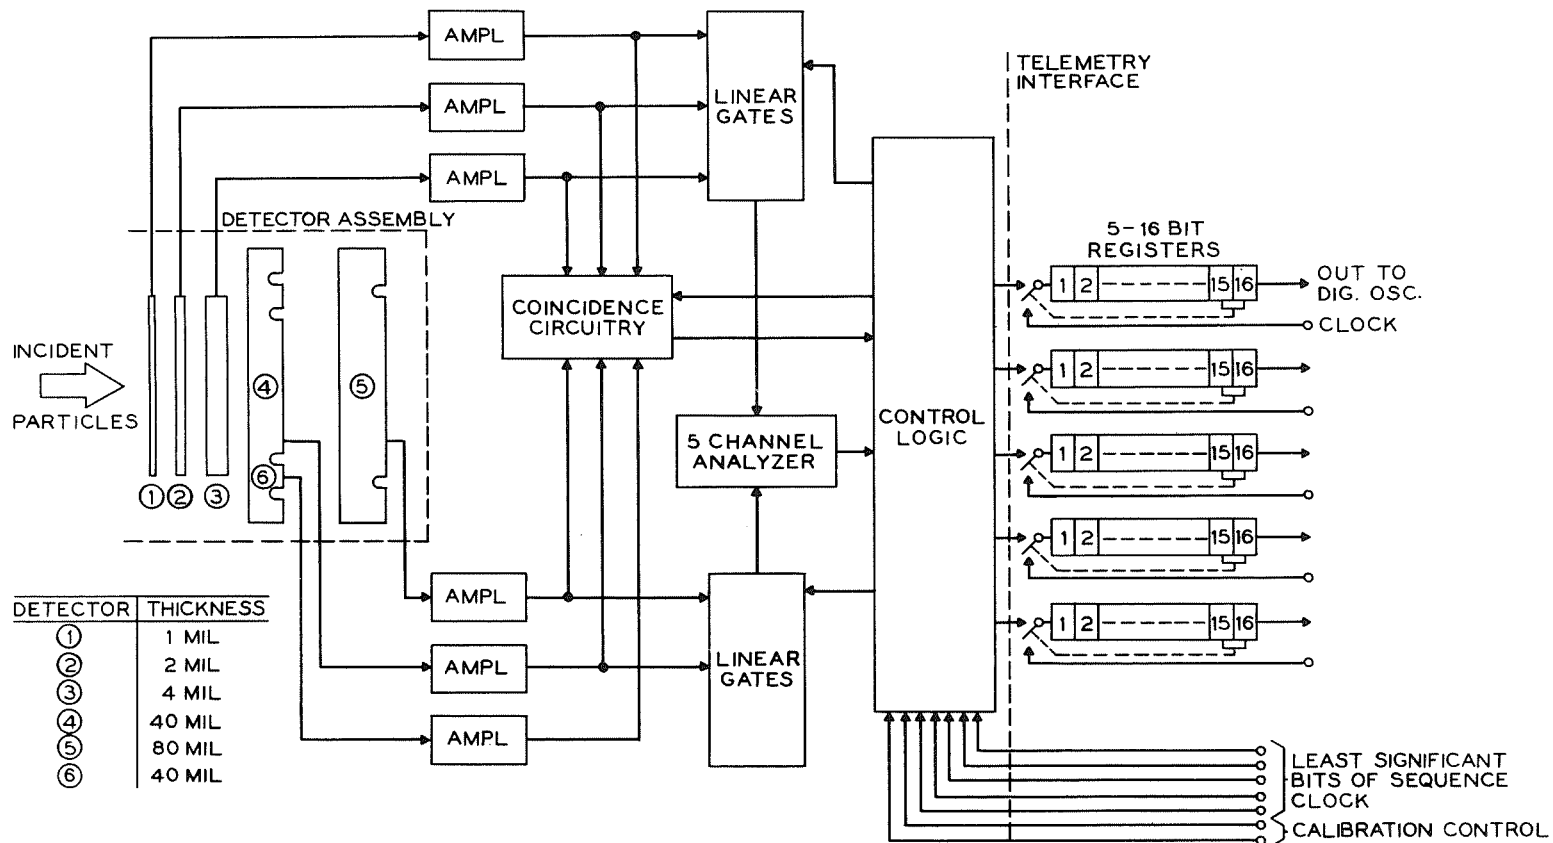 AMPL
AMPL
AMPL
LINEAR
GATES
TELEMETRY
INTERFACE
DETECTOR ASSEMBLY
5-16 BIT
REGISTERS
COINCIDENCE
CIRCUITRY
1 2 15 16
OUT TO
DIG. OSC.
CLOCK
INCIDENT
PARTICLES
4
5
6
1 2 3
1 2 15 16
CONTROL
LOGIC
5 CHANNEL
ANALYZER
1 2 15 16
1 2 15 16
1 2 15 16
AMPL
AMPL
AMPL
LINEAR
GATES
DETECTOR THICKNESS
1 1 MIL
2 2 MIL
3 4 MIL
4 40 MIL
5 80 MIL
6 40 MIL
LEAST SIGNIFICANT
BITS OF SEQUENCE
CLOCK
CALIBRATION CONTROL